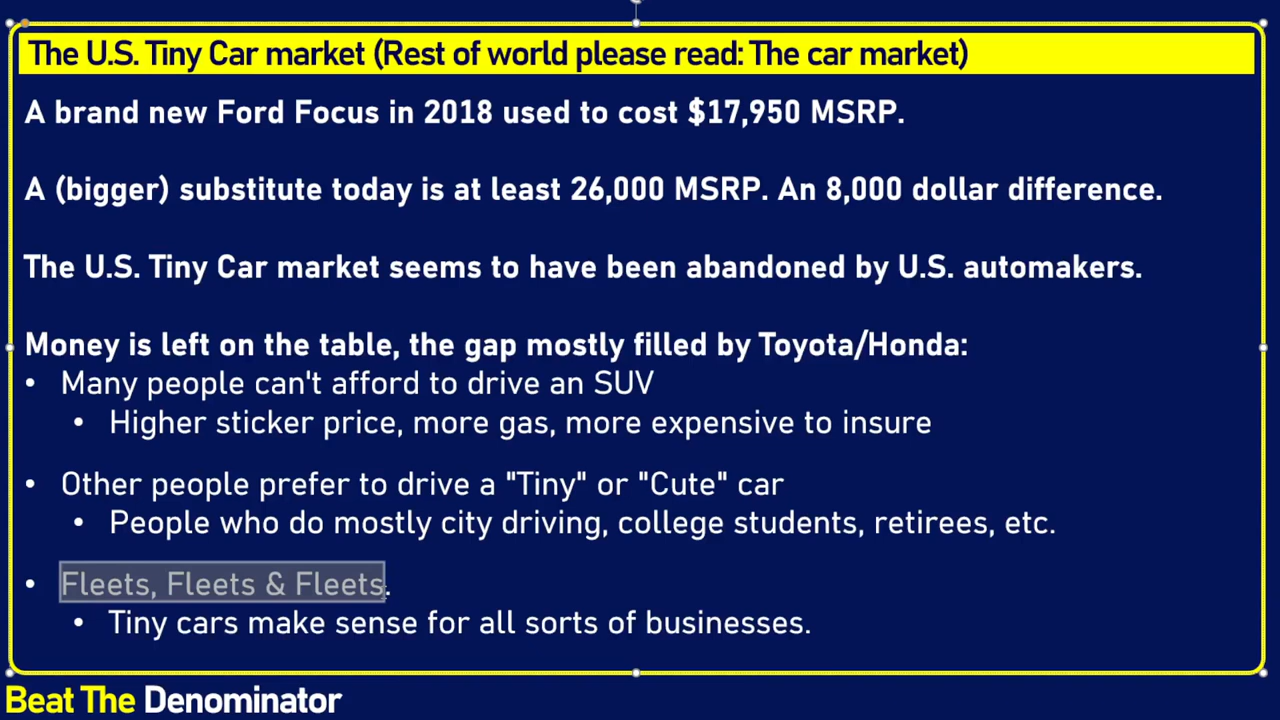 The U.S. Tiny Car market (Rest of world please read: The car market)
A brand new Ford Focus in 2018 used to cost $17,950 MSRP.
A (bigger) substitute today is at least 26,000 MSRP. An 8,000 dollar difference.
The U.S. Tiny Car market seems to have been abandoned by U.S. automakers.
Money is left on the table, the gap mostly filled by Toyota/Honda:
• Many people can't afford to drive an SUV
• Higher sticker price, more gas, more expensive to insure
• Other people prefer to drive a "Tiny" or "Cute" car
• People who do mostly city driving, college students, retirees, etc.
• Fleets, Fleets & Fleets.
• Tiny cars make sense for all sorts of businesses.
Beat The Denominator